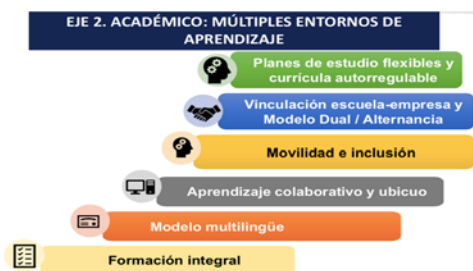 EJE 2. ACADÉMICO: MÚLTIPLES ENTORNOS DE
APRENDIZAJE
Planes de estudio flexibles y
currícula autorregulable
Vinculación escuela-empresa y
Modelo Dual / Alternancia
Movilidad e inclusión
Aprendizaje colaborativo y ubicuo
Modelo multilingüe
Formación integral